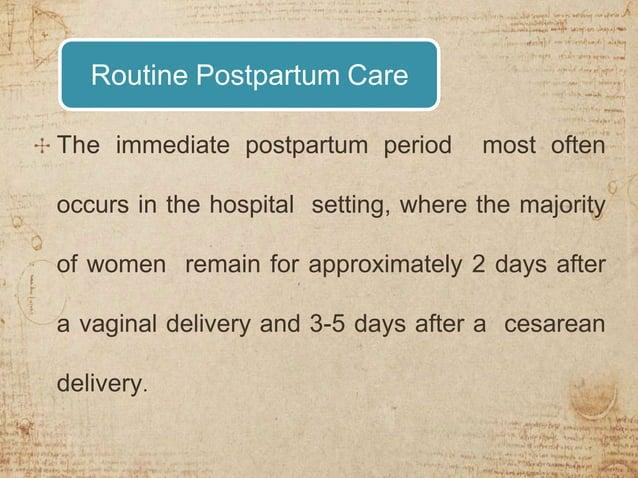 Routine Postpartum Care
The immediate postpartum period most often
occurs in the hospital setting, where the majority
of women remain for approximately 2 days after
a vaginal delivery and 3-5 days after a cesarean
delivery.